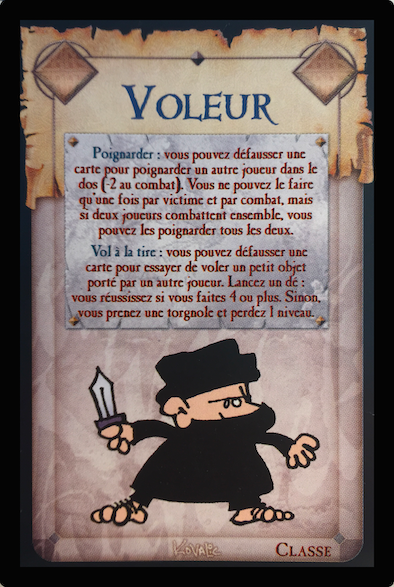 Voleur
Poignarder : vous pouvez défausser une
carte pour poignarder un autre joueur dans le
dos (-2 au combat). Vous ne pouvez le faire
qu'une fois par victime et par combat, mais
si deux joueurs combattent ensemble, vous
pouvez les poignarder tous les deux.
Vol à la tire : vous pouvez défausser une
carte pour essayer de voler un petit objet
porté par un autre joueur. Lancez un dé :
vous réussissez si vous faites 4 ou plus. Sinon,
vous prenez une torgnole et perdez 1 niveau.
Kovalic
Classe